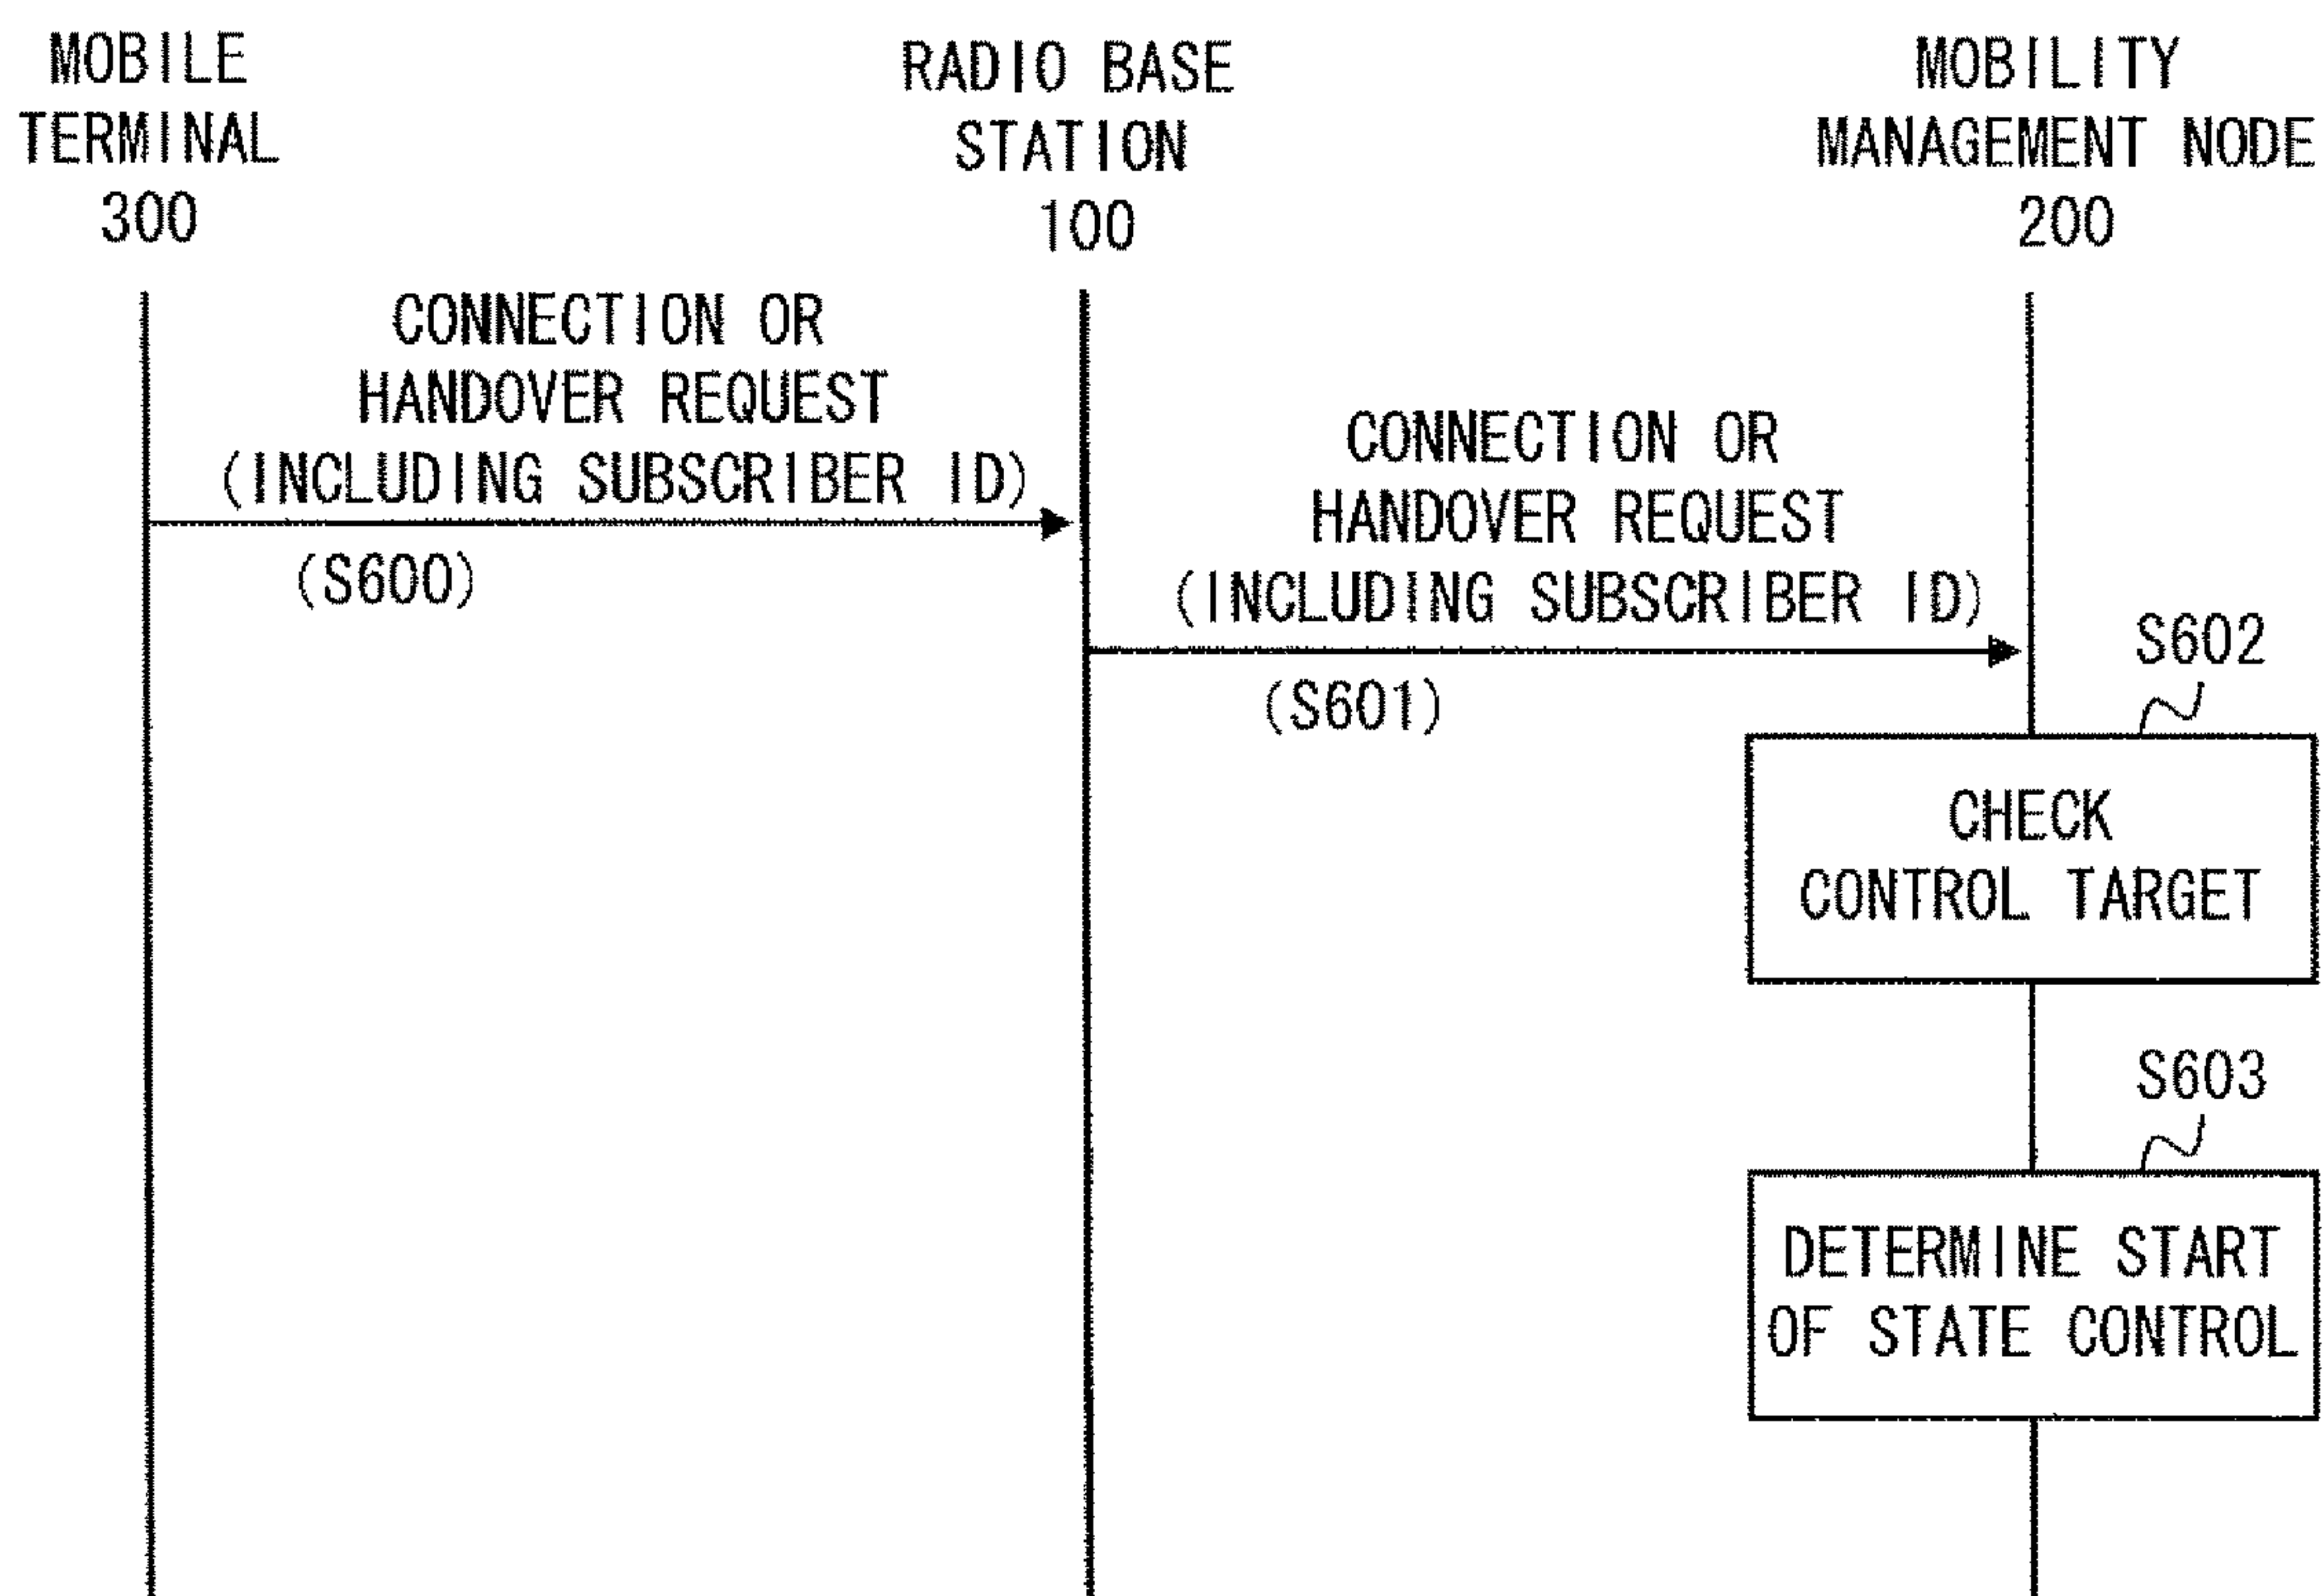 MOBILE
TERMINAL
300
RADIO BASE
STATION
100
MOBILITY
MANAGEMENT NODE
200
CONNECTION OR
HANDOVER REQUEST
(INCLUDING SUBSCRIBER ID)
(S600)
CONNECTION OR
HANDOVER REQUEST
(INCLUDING SUBSCRIBER ID)
(S601)
S602
CHECK
CONTROL TARGET
S603
DETERMINE START
OF STATE CONTROL